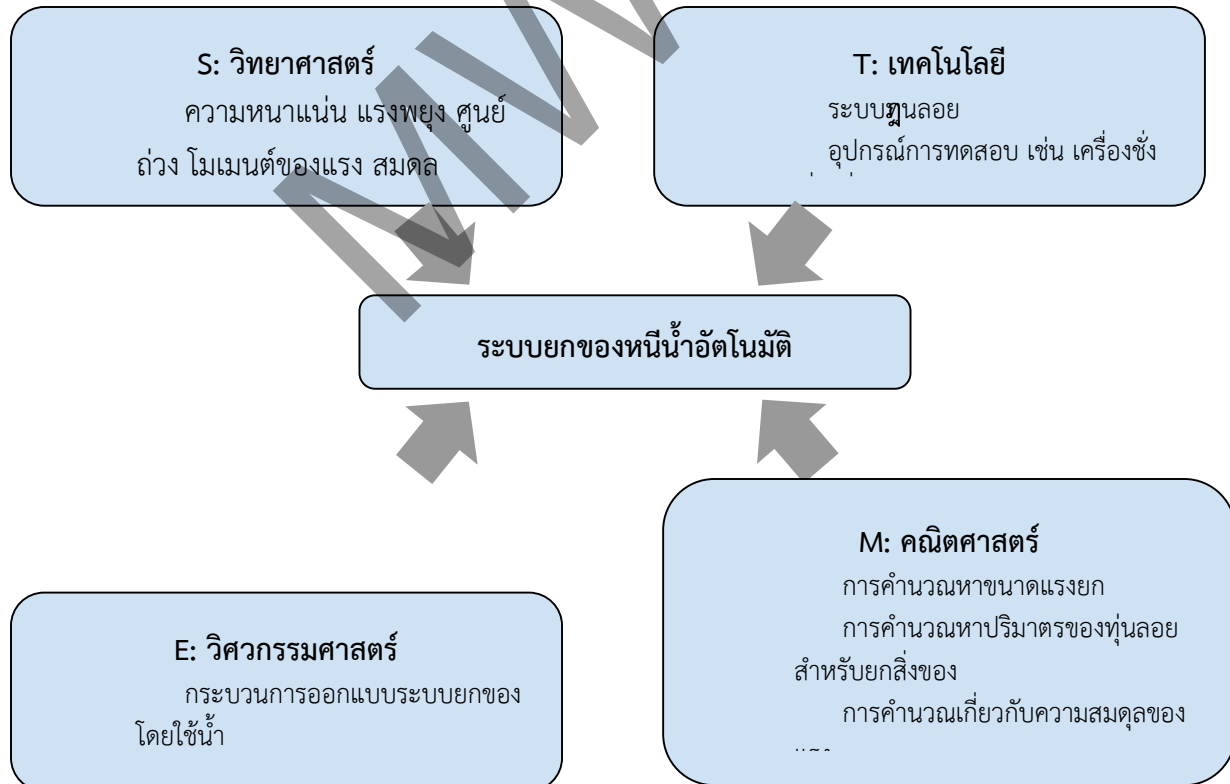 S: วิทยาศาสตร์
ความหนาแน่น แรงพยุง ศูนย์
ถ่วง โมเมนต์ของแรง สมดุล
T: เทคโนโลยี
อุปกรณ์การทดสอบ เช่น เครื่องชั่ง
ระบบยกของหนีน้ำอัตโนมัติ
E: วิศวกรรมศาสตร์
กระบวนการออกแบบระบบยกของ
โดยใช้น้ำ
M: คณิตศาสตร์
การคำนวณหาขนาดแรงยก
การคำนวณหาปริมาตรของทุ่นลอย
สำหรับยกสิ่งของ
การคำนวณเกี่ยวกับความสมดุลของ